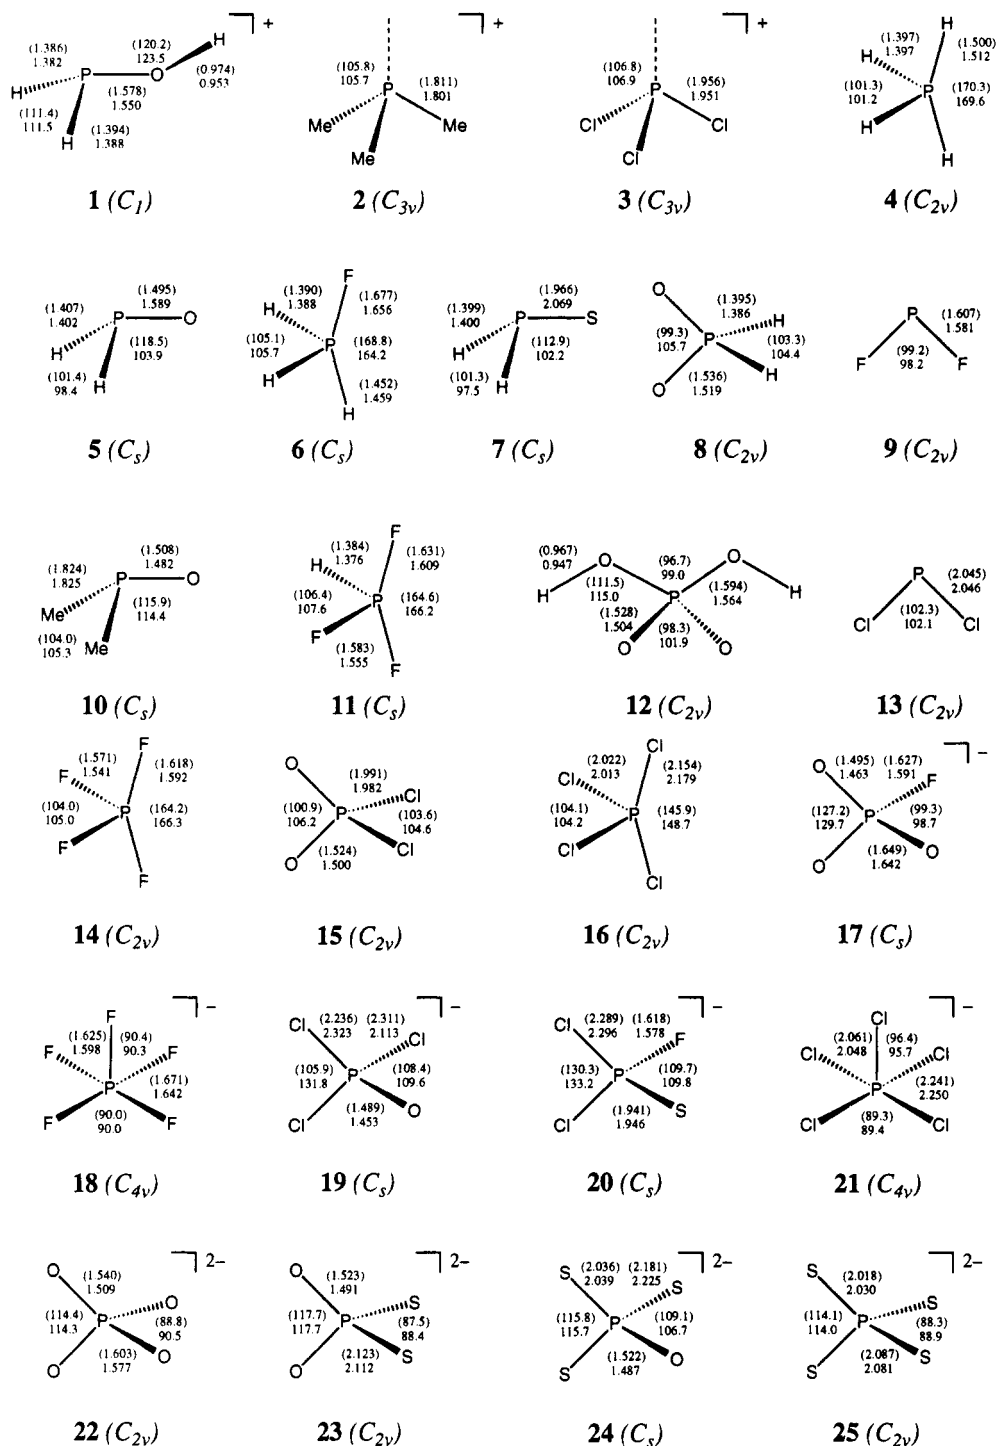 ] +
(1.386)
1.382
(120.2)
123.5
H
P
O
(0.974)
0.953
H
(1.578)
1.550
(111.4)
111.5
(1.394)
1.388
H
1 (C1)
] +
(105.8)
105.7
P
(1.811)
1.801
Me
Me
Me
2 (C3v)
] +
(106.8)
106.9
P
(1.956)
1.951
Cl
Cl
Cl
3 (C3v)
(1.397)
1.397
H
(1.500)
1.512
H
(101.3)
101.2
P
(170.3)
169.6
H
H
4 (C2v)
(1.407)
1.402
(1.495)
1.589
P
O
H
(118.5)
103.9
(101.4)
98.4
H
5 (Cs)
F
(1.390)
1.388
H
(1.677)
1.656
(105.1)
105.7
P
(168.8)
164.2
H
(1.452)
1.459
H
6 (Cs)
(1.966)
2.069
(1.399)
1.400
P
S
H
(112.9)
102.2
(101.3)
97.5
H
7 (Cs)
O
(1.395)
1.386
H
(99.3)
105.7
P
(103.3)
104.4
H
O
(1.536)
1.519
8 (C2v)
P
(1.607)
1.581
F
(99.2)
98.2
F
9 (C2v)
(1.508)
1.482
(1.824)
1.825
P
O
Me
(115.9)
114.4
(104.0)
105.3
Me
10 (Cs)
F
(1.384)
1.376
H
(1.631)
1.609
(106.4)
107.6
P
(164.6)
166.2
F
(1.583)
1.555
F
11 (Cs)
(0.967)
0.947
O
(96.7)
99.0
O
H
(111.5)
115.0
P
(1.594)
1.564
H
(1.528)
1.504
(98.3)
101.9
O
O
12 (C2v)
P
(2.045)
2.046
Cl
(102.3)
102.1
Cl
13 (C2v)
F
(1.571)
1.541
(1.618)
1.592
F
(104.0)
105.0
P
(164.2)
166.3
F
F
14 (C2v)
O
(1.991)
1.982
Cl
(100.9)
106.2
P
(103.6)
104.6
Cl
O
(1.524)
1.500
15 (C2v)
(2.022)
2.013
Cl
(2.154)
2.179
Cl
(104.1)
104.2
P
(145.9)
148.7
Cl
Cl
16 (C2v)
] −
O
(1.495)
1.463
(1.627)
1.591
F
(127.2)
129.7
P
(99.3)
98.7
O
O
(1.649)
1.642
17 (Cs)
] −
F
(1.625)
1.598
(90.4)
90.3
F
F
P
(1.671)
1.642
F
(90.0)
90.0
F
18 (C4v)
] −
Cl
(2.236)
2.323
(2.311)
2.113
Cl
(105.9)
131.8
P
(108.4)
109.6
O
Cl
(1.489)
1.453
19 (Cs)
] −
Cl
(2.289)
2.296
(1.618)
1.578
F
(130.3)
133.2
P
(109.7)
109.8
S
Cl
(1.941)
1.946
20 (Cs)
] −
Cl
(2.061)
2.048
(96.4)
95.7
Cl
Cl
P
(2.241)
2.250
Cl
(89.3)
89.4
Cl
21 (C4v)
] 2−
O
(1.540)
1.509
O
(114.4)
114.3
P
(88.8)
90.5
O
O
(1.603)
1.577
22 (C2v)
] 2−
O
(1.523)
1.491
S
(117.7)
117.7
P
(87.5)
88.4
S
O
(2.123)
2.112
23 (C2v)
] 2−
S
(2.036)
2.039
(2.181)
2.225
S
(115.8)
115.7
P
(109.1)
106.7
O
S
(1.522)
1.487
24 (Cs)
] 2−
S
(2.018)
2.030
S
(114.1)
114.0
P
(88.3)
88.9
S
S
(2.087)
2.081
25 (C2v)